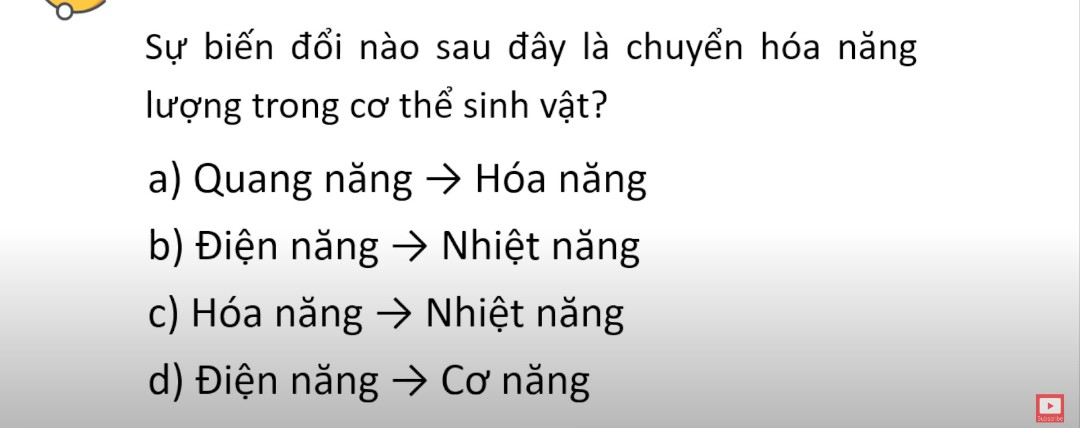 Sự biến đổi nào sau đây là chuyển hóa năng
lượng trong cơ thể sinh vật?
a) Quang năng → Hóa năng
b) Điện năng → Nhiệt năng
c) Hóa năng → Nhiệt năng
d) Điện năng → Cơ năng
Subscribe